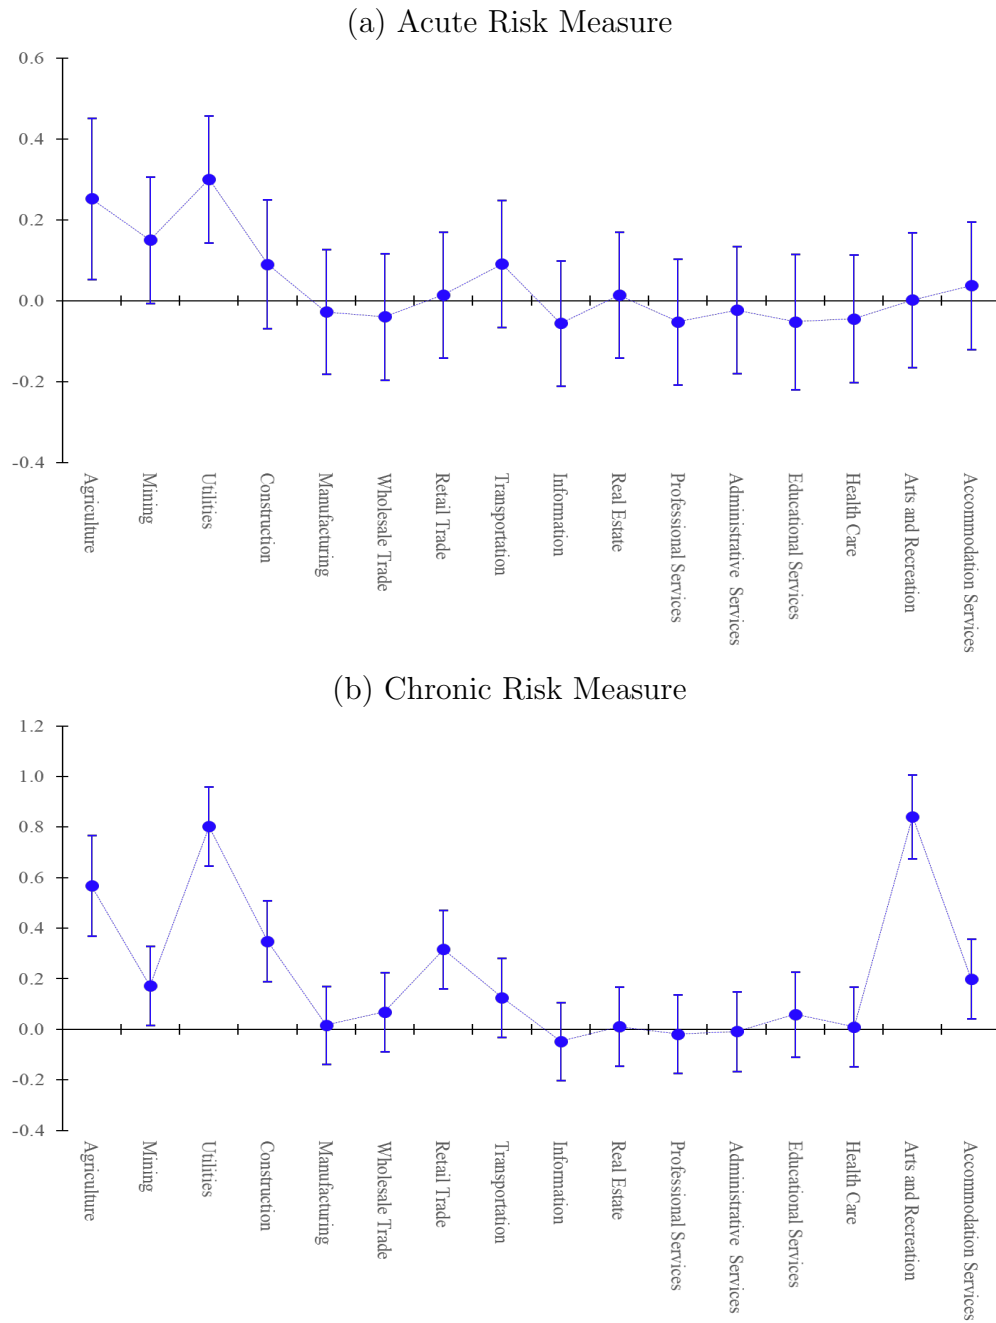 (a) Acute Risk Measure
0.6
0.4
0.2
0.0
-0.2
-0.4
Agriculture
Mining
Utilities
Construction
Manufacturing
Wholesale Trade
Retail Trade
Transportation
Information
Real Estate
Professional Services
Administrative Services
Educational Services
Health Care
Arts and Recreation
Accommodation Services
(b) Chronic Risk Measure
1.2
1.0
0.8
0.6
0.4
0.2
0.0
-0.2
-0.4
Agriculture
Mining
Utilities
Construction
Manufacturing
Wholesale Trade
Retail Trade
Transportation
Information
Real Estate
Professional Services
Administrative Services
Educational Services
Health Care
Arts and Recreation
Accommodation Services